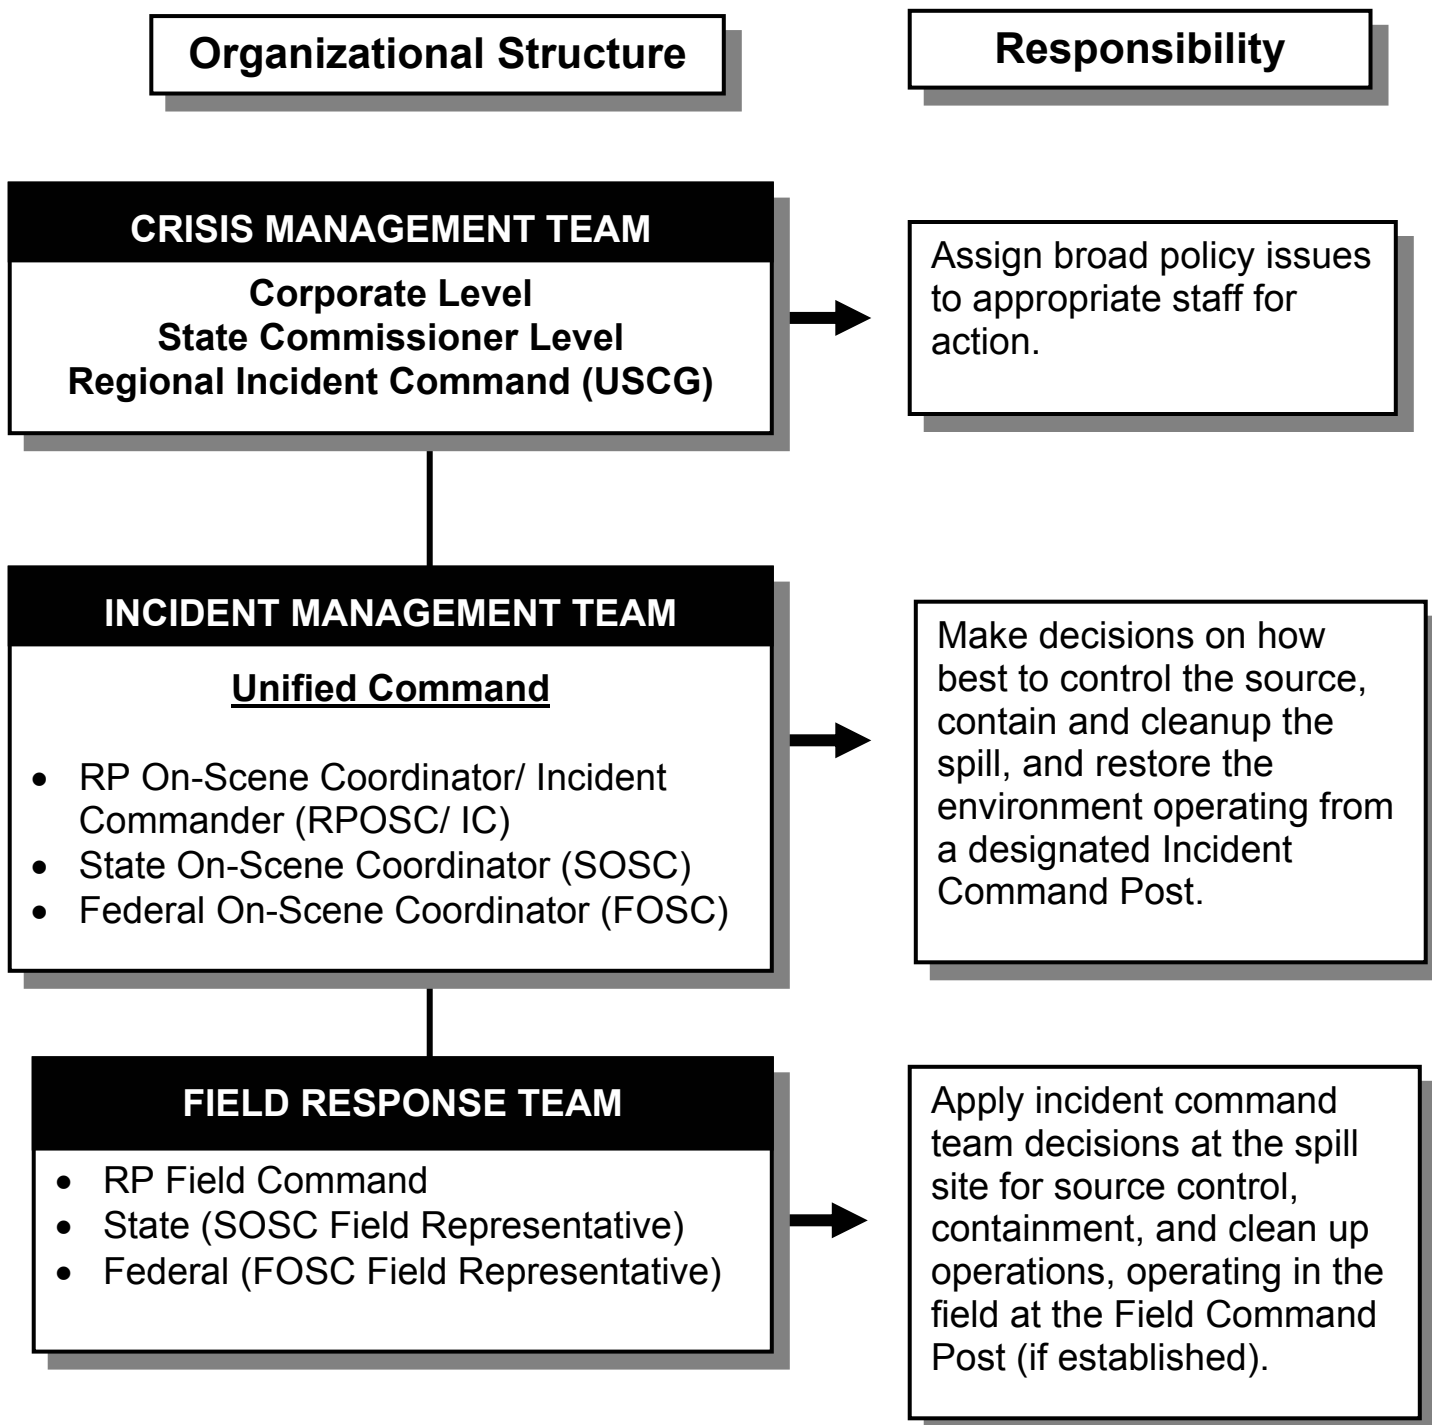 Organizational Structure
Responsibility
CRISIS MANAGEMENT TEAM
Corporate Level
State Commissioner Level
Regional Incident Command (USCG)
Assign broad policy issues
to appropriate staff for
action.
INCIDENT MANAGEMENT TEAM
Unified Command
• RP On-Scene Coordinator/ Incident
Commander (RPOSC/ IC)
• State On-Scene Coordinator (SOSC)
• Federal On-Scene Coordinator (FOSC)
Make decisions on how
best to control the source,
contain and cleanup the
spill, and restore the
environment operating from
a designated Incident
Command Post.
FIELD RESPONSE TEAM
• RP Field Command
• State (SOSC Field Representative)
• Federal (FOSC Field Representative)
Apply incident command
team decisions at the spill
site for source control,
containment, and clean up
operations, operating in the
field at the Field Command
Post (if established).